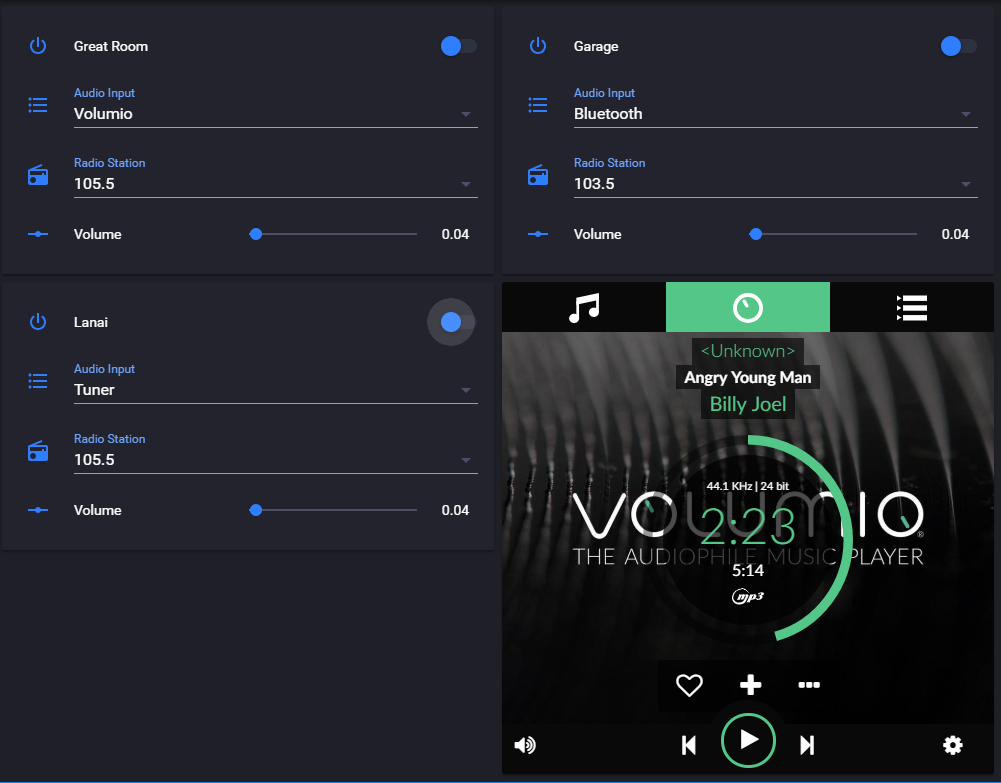 Great Room
Audio Input
Volumio
Radio Station
105.5
Volume
0.04
Garage
Audio Input
Bluetooth
Radio Station
103.5
Volume
0.04
Lanai
Audio Input
Tuner
Radio Station
105.5
Volume
0.04
<Unknown>
Angry Young Man
Billy Joel
44.1 KHz | 24 bit
VOLUMIO®
2:23
THE AUDIOPHILE MUSIC PLAYER
5:14
mp3